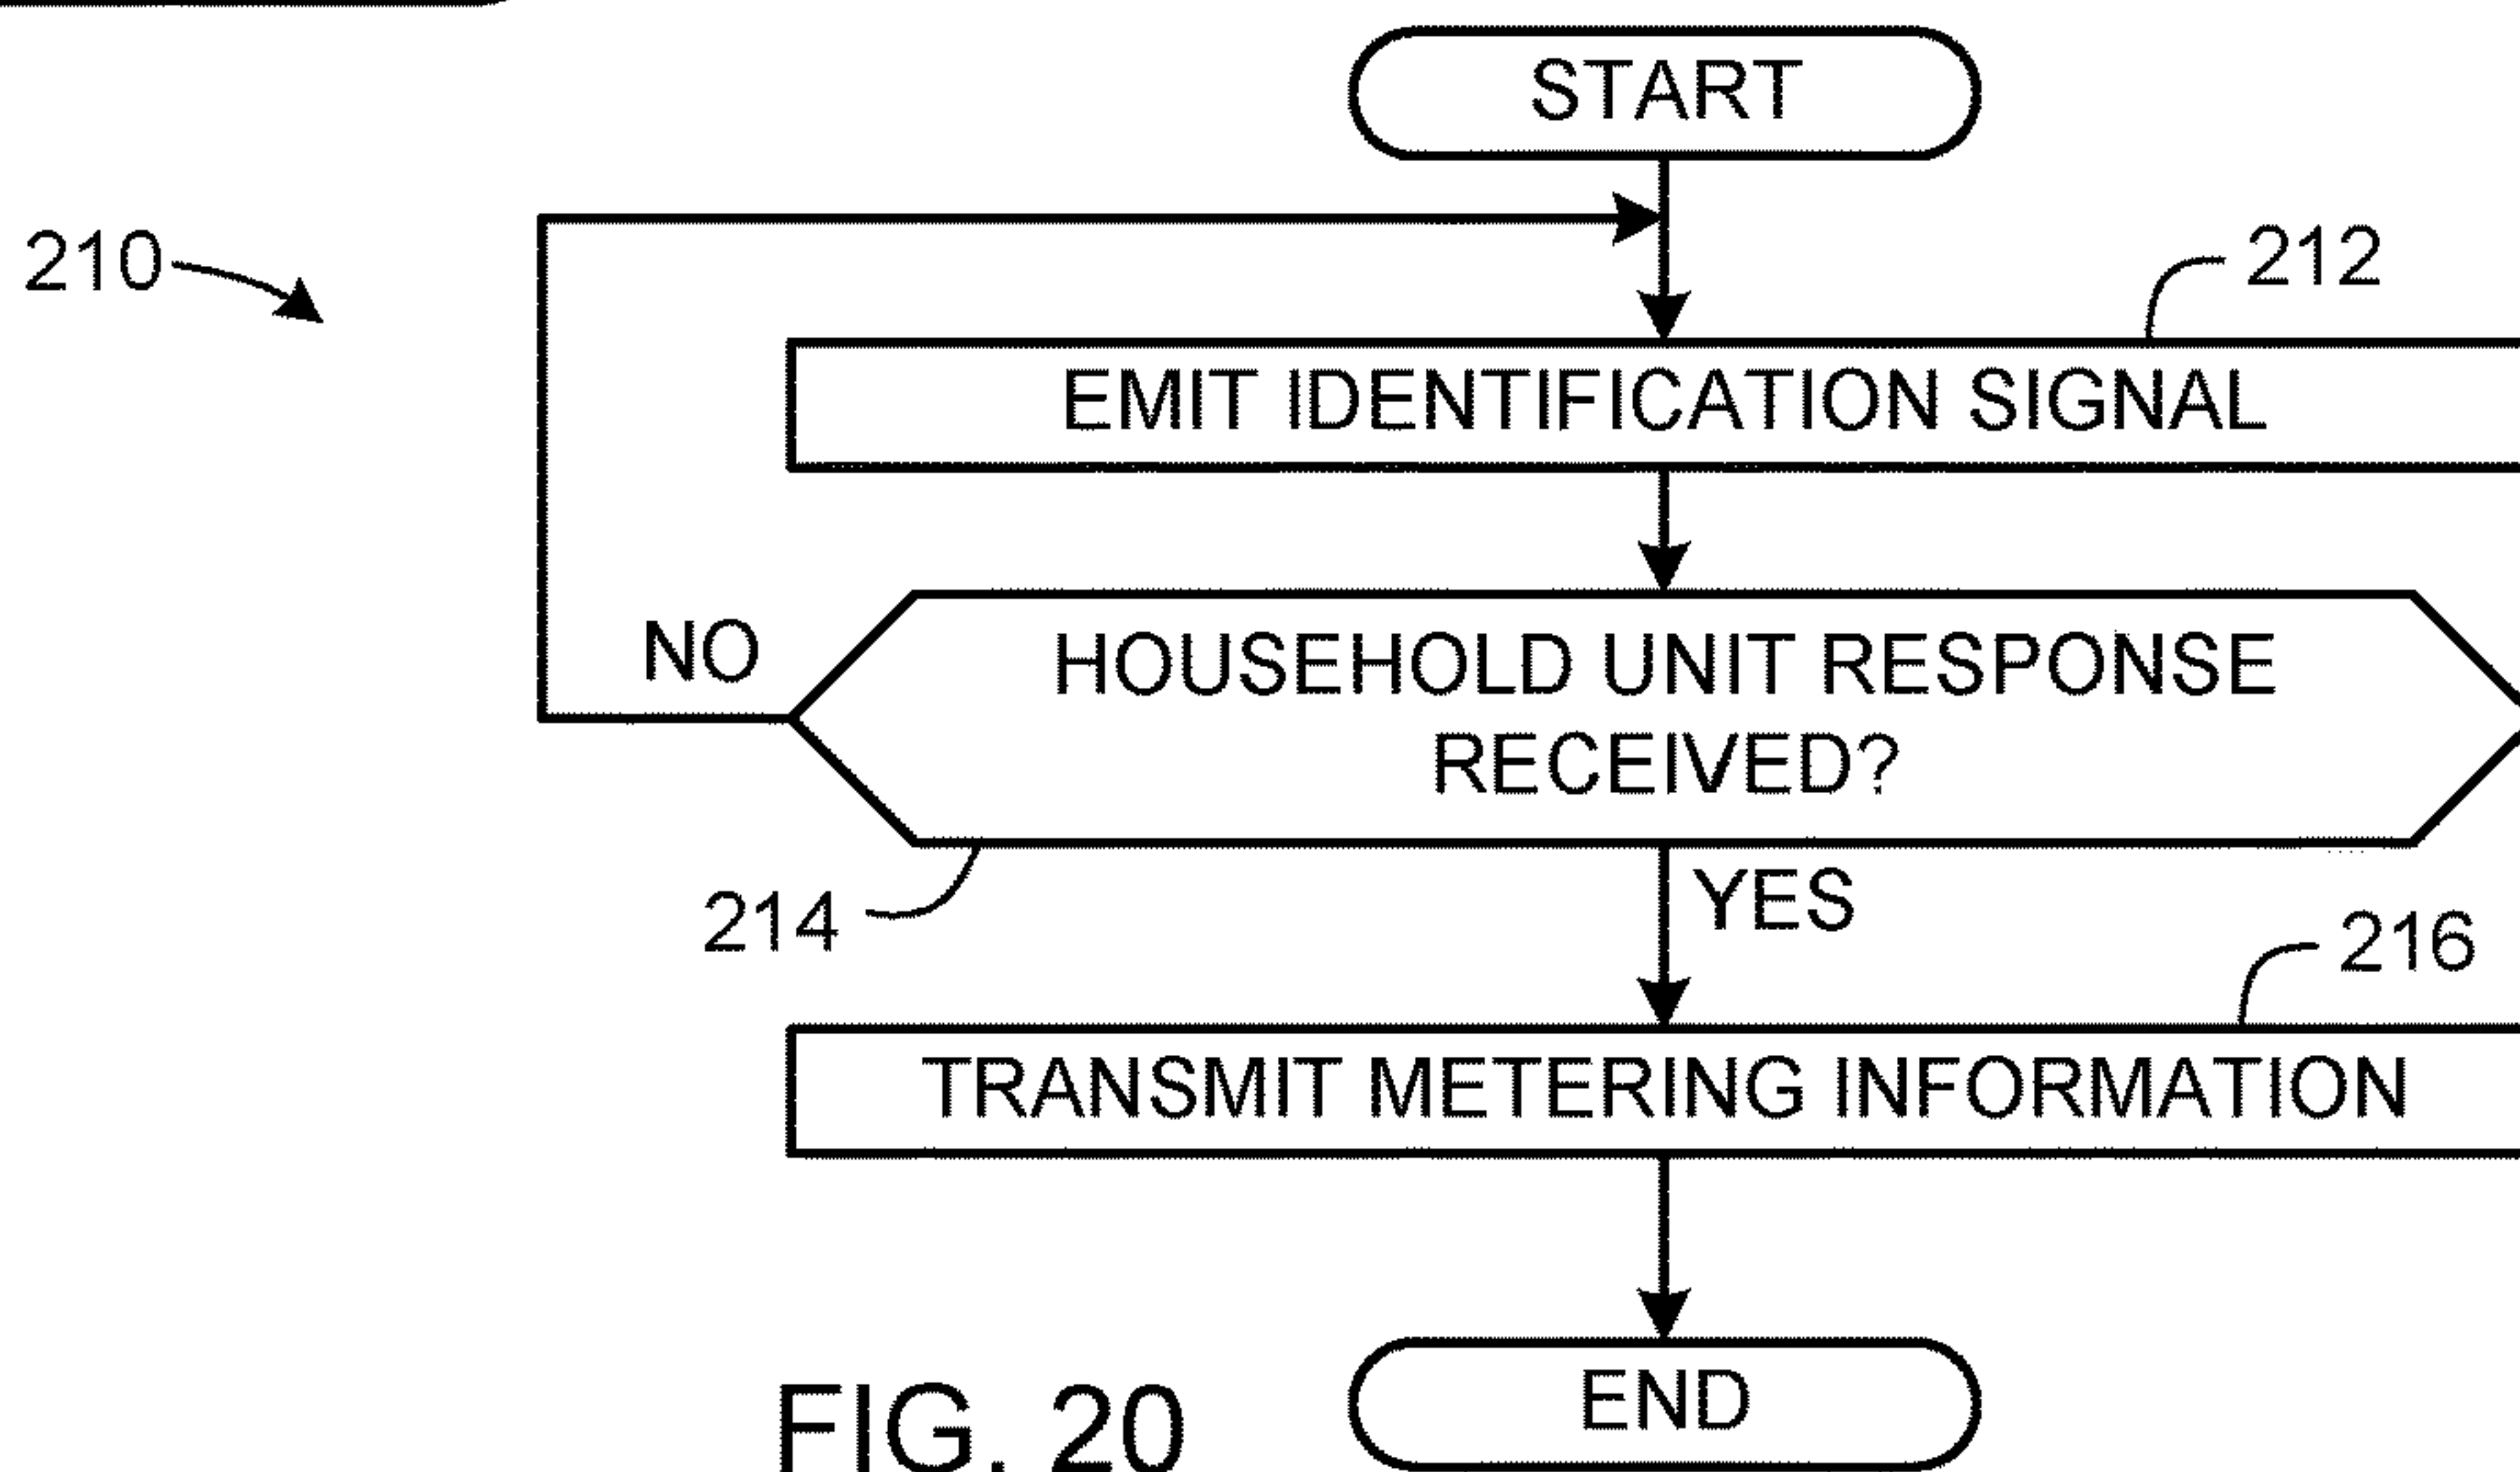 START
210
212
EMIT IDENTIFICATION SIGNAL
NO
HOUSEHOLD UNIT RESPONSE
RECEIVED?
214
YES
216
TRANSMIT METERING INFORMATION
END
FIG. 20